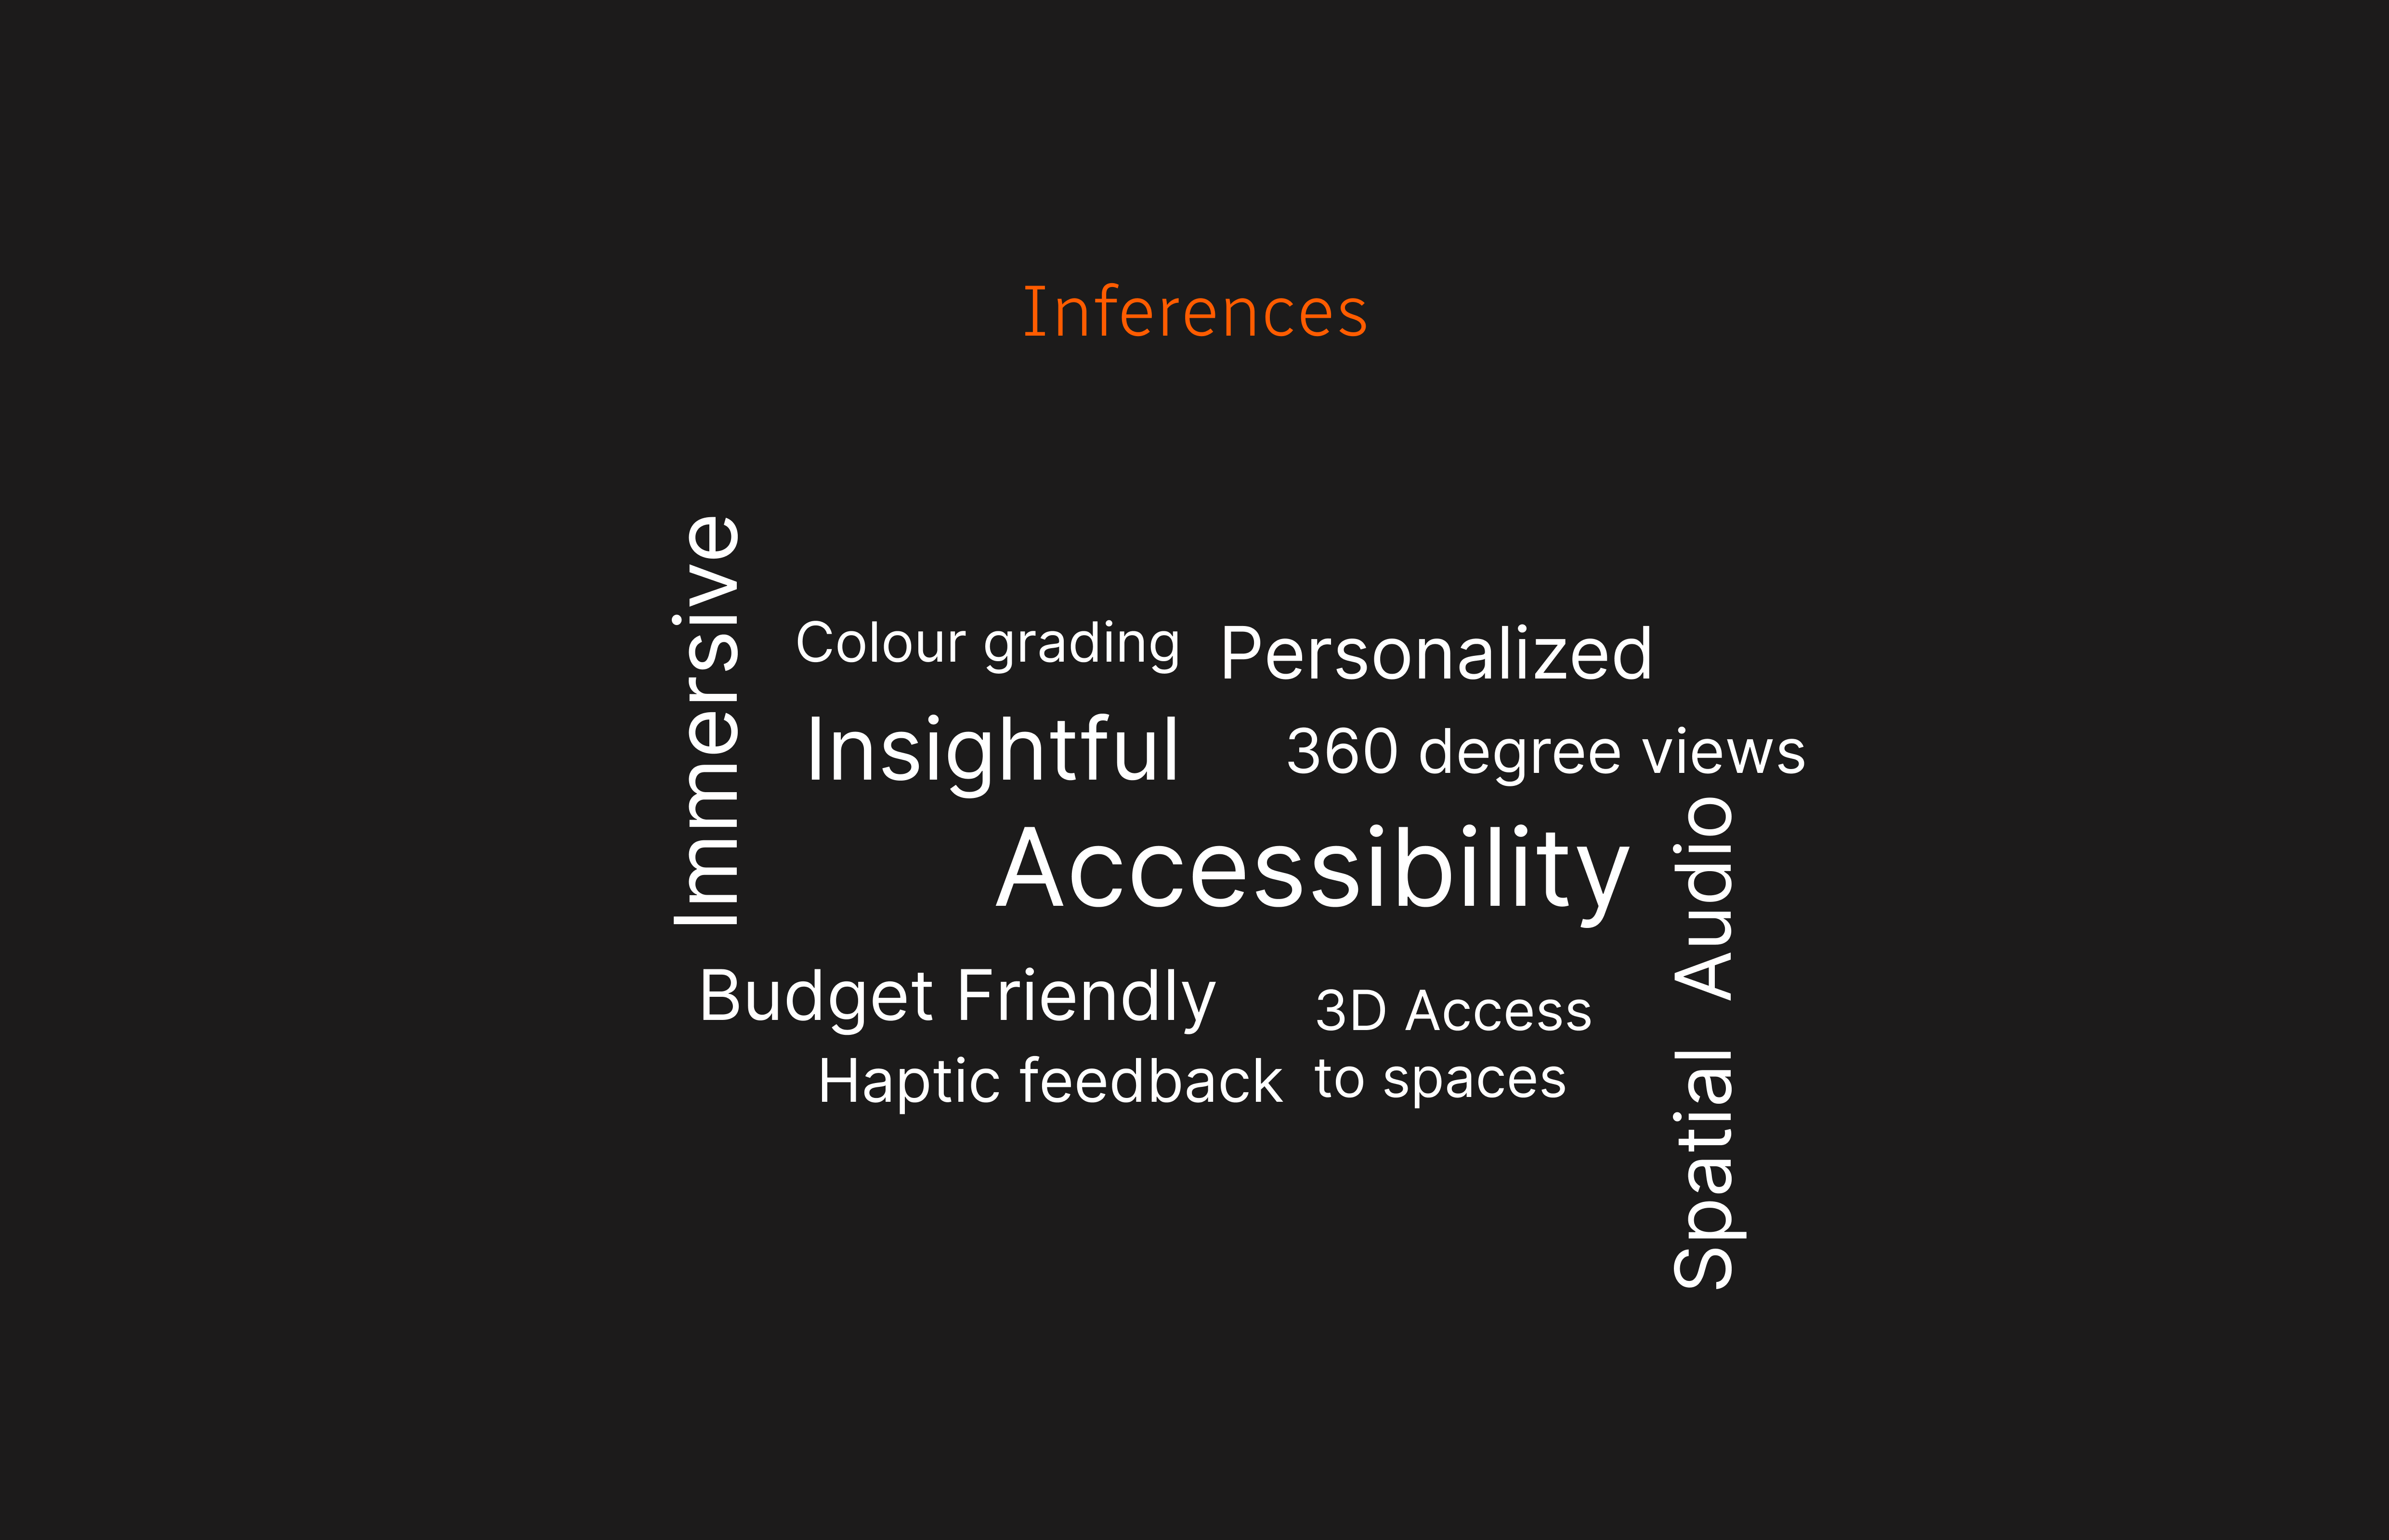 Inferences
Immersive
Colour grading
Personalized
Insightful
360 degree views
Accessibility
Spatial Audio
Budget Friendly
3D Access
to spaces
Haptic feedback